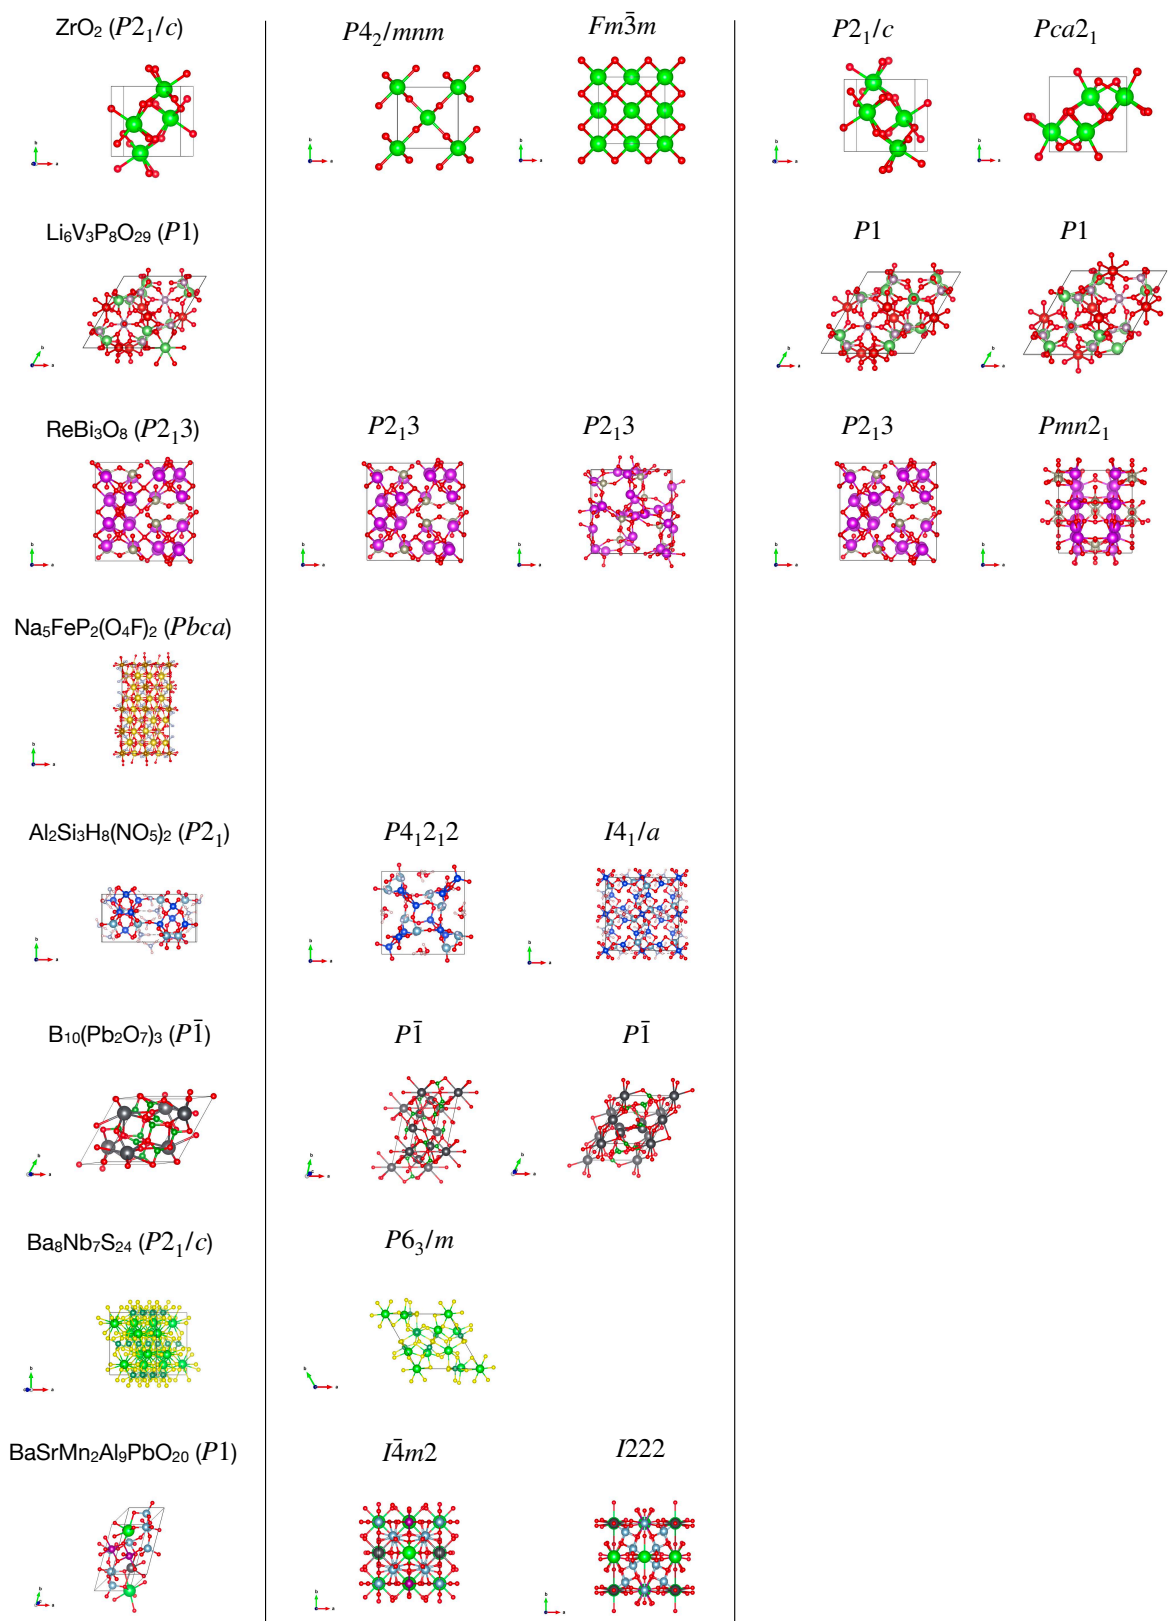 ZrO₂ (P2₁/c) P4₂/mnm Fm3̄m P2₁/c Pca2₁
b a b a b a b a b a
Li₆V₃P₈O₂₉ (P1) P1 P1
b a b a b a
ReBi₃O₈ (P2₁3) P2₁3 P2₁3 P2₁3 Pmn2₁
b a b a b a b a b a
Na₅FeP₂(O₄F)₂ (Pbca)
b a
Al₂Si₃H₈(NO₅)₂ (P2₁) P4₁2₁2 I4₁/a
b a b a b a
B₁₀(Pb₂O₇)₃ (P1̄) P1̄ P1̄
b a b a b a
Ba₈Nb₇S₂₄ (P2₁/c) P6₃/m
b a b a
BaSrMn₂Al₉PbO₂₀ (P1) I4̄m2 I222
b a b a b a